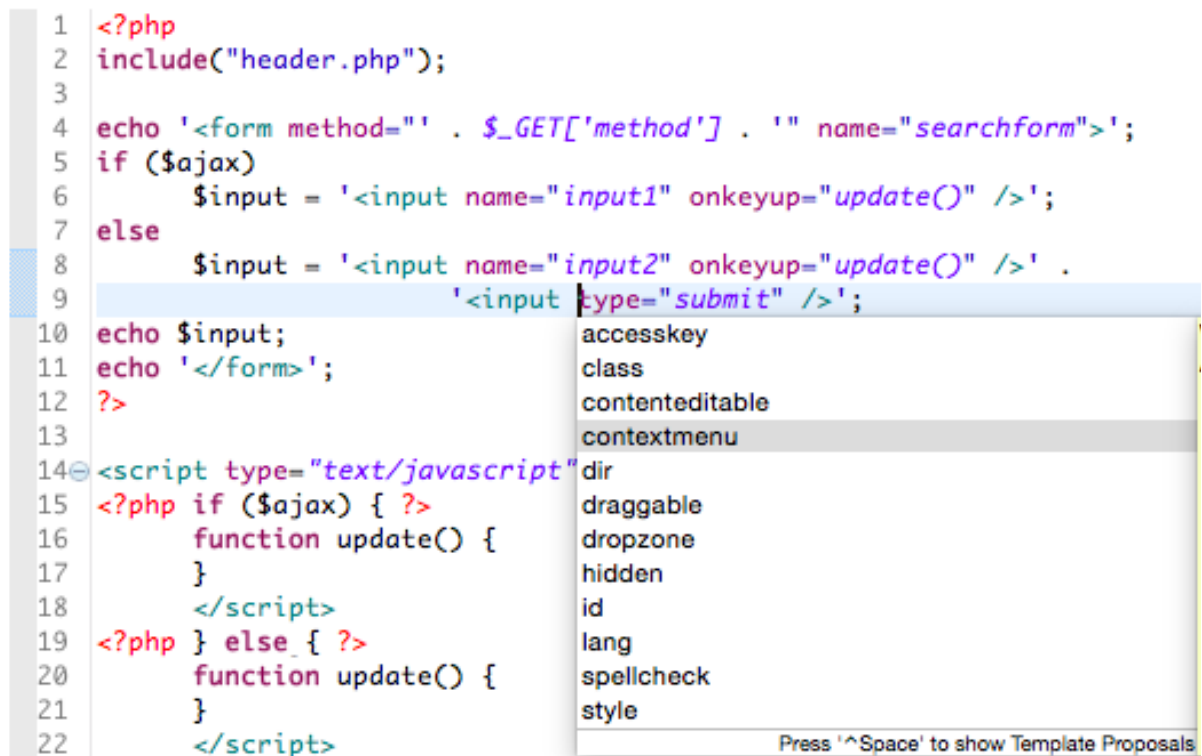 1 <?php
2 include("header.php");
3
4 echo '<form method="' . $_GET['method'] . '" name="searchform">';
5 if ($ajax)
6 $input = '<input name="input1" onkeyup="update()" />';
7 else
8 $input = '<input name="input2" onkeyup="update()" />' .
9 '<input type="submit" />';
10 echo $input;
11 echo '</form>';
12 ?>
13
14 <script type="text/javascript"
15 <?php if ($ajax) { ?>
16 function update() {
17 }
18 </script>
19 <?php } else { ?>
20 function update() {
21 }
22 </script>
accesskey
class
contenteditable
contextmenu
dir
draggable
dropzone
hidden
id
lang
spellcheck
style
Press '^Space' to show Template Proposals